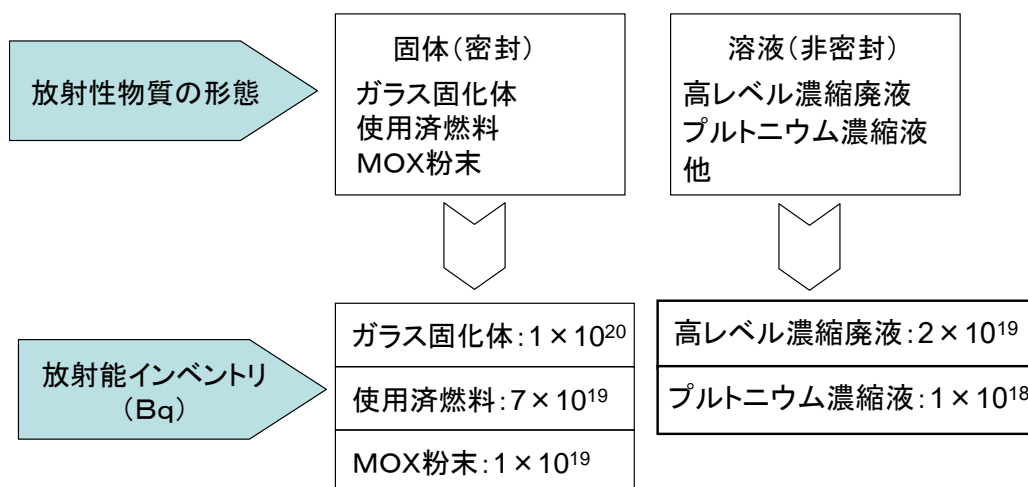 放射性物質の形態
固体(密封)
ガラス固化体
使用済燃料
MOX粉末
溶液(非密封)
高レベル濃縮廃液
プルトニウム濃縮液
他
放射能インベントリ
(Bq)
ガラス固化体:1×10²⁰
使用済燃料:7×10¹⁹
MOX粉末:1×10¹⁹
高レベル濃縮廃液:2×10¹⁹
プルトニウム濃縮液:1×10¹⁸